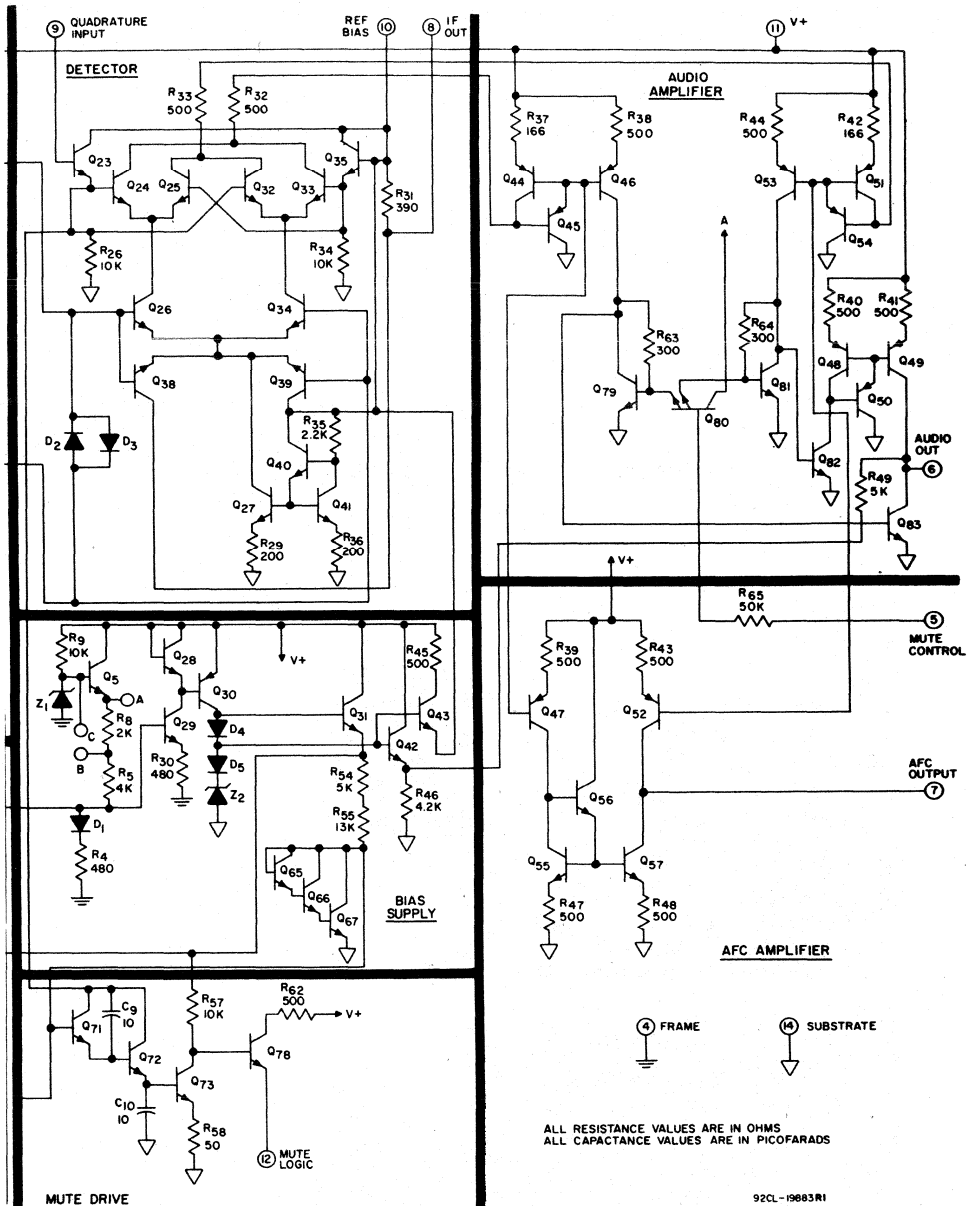 9 QUADRATURE INPUT
REF BIAS 10
8 IF OUT
11 V+
DETECTOR
AUDIO AMPLIFIER
R33 500
R32 500
R37 166
R38 500
R44 500
R42 166
Q23
Q24
Q25
Q32
Q33
Q35
Q44
Q46
Q53
Q51
R31 390
Q45
A
Q54
R26 10K
R34 10K
Q26
Q34
R40 500
R41 500
R63 300
R64 300
Q38
Q39
Q79
Q80
Q81
Q48
Q49
Q50
D2
D3
R35 2.2K
Q40
Q82
AUDIO OUT 6
R49 5K
Q27
Q41
Q83
R29 200
R36 200
V+
R65 50K
5 MUTE CONTROL
R9 10K
Q28
V+
R45 500
R39 500
R43 500
Q5
Q30
Z1
A
Q31
Q43
Q47
Q52
C
R8 2K
Q29
D4
Q42
B
R30 480
D5
R5 4K
Z2
R54 5K
R46 4.2K
AFC OUTPUT 7
Q56
D1
R55 13K
R4 480
Q65
Q66
Q67
Q55
Q57
BIAS SUPPLY
R47 500
R48 500
AFC AMPLIFIER
C9 10
R57 10K
R62 500
V+
Q71
Q72
Q78
4 FRAME
14 SUBSTRATE
Q73
C10 10
R58 50
12 MUTE LOGIC
ALL RESISTANCE VALUES ARE IN OHMS
ALL CAPACTANCE VALUES ARE IN PICOFARADS
MUTE DRIVE
92CL-19883R1